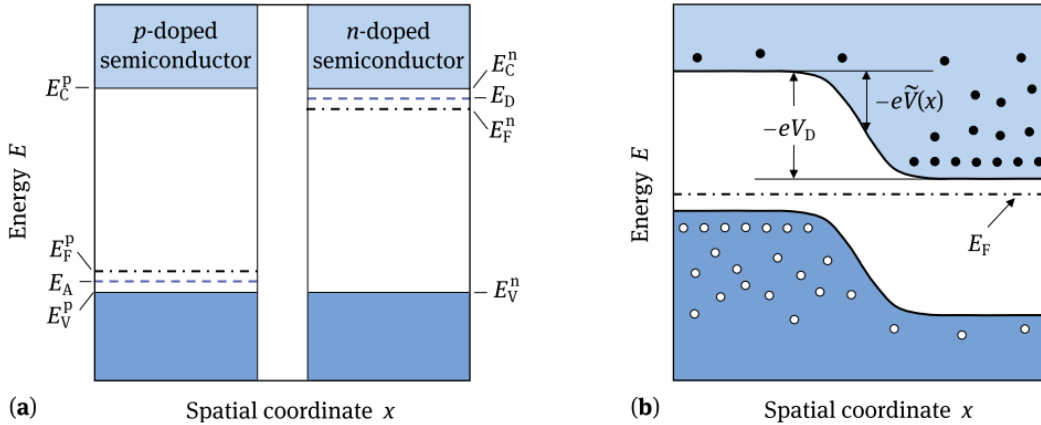 p-doped
semiconductor
n-doped
semiconductor
E_C^p
E_C^n
E_D
E_F^n
E_F^p
E_A
E_V^p
E_V^n
Energy E
(a)
Spatial coordinate x
−eṼ(x)
−eV_D
E_F
Energy E
(b)
Spatial coordinate x